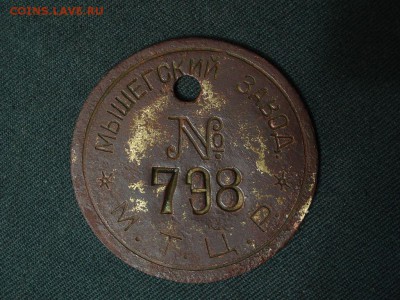 COINS.LAVE.RU
МЫШЕГСКИЙ ЗАВОД.
№
798
* М. Т. Ц. Р. *